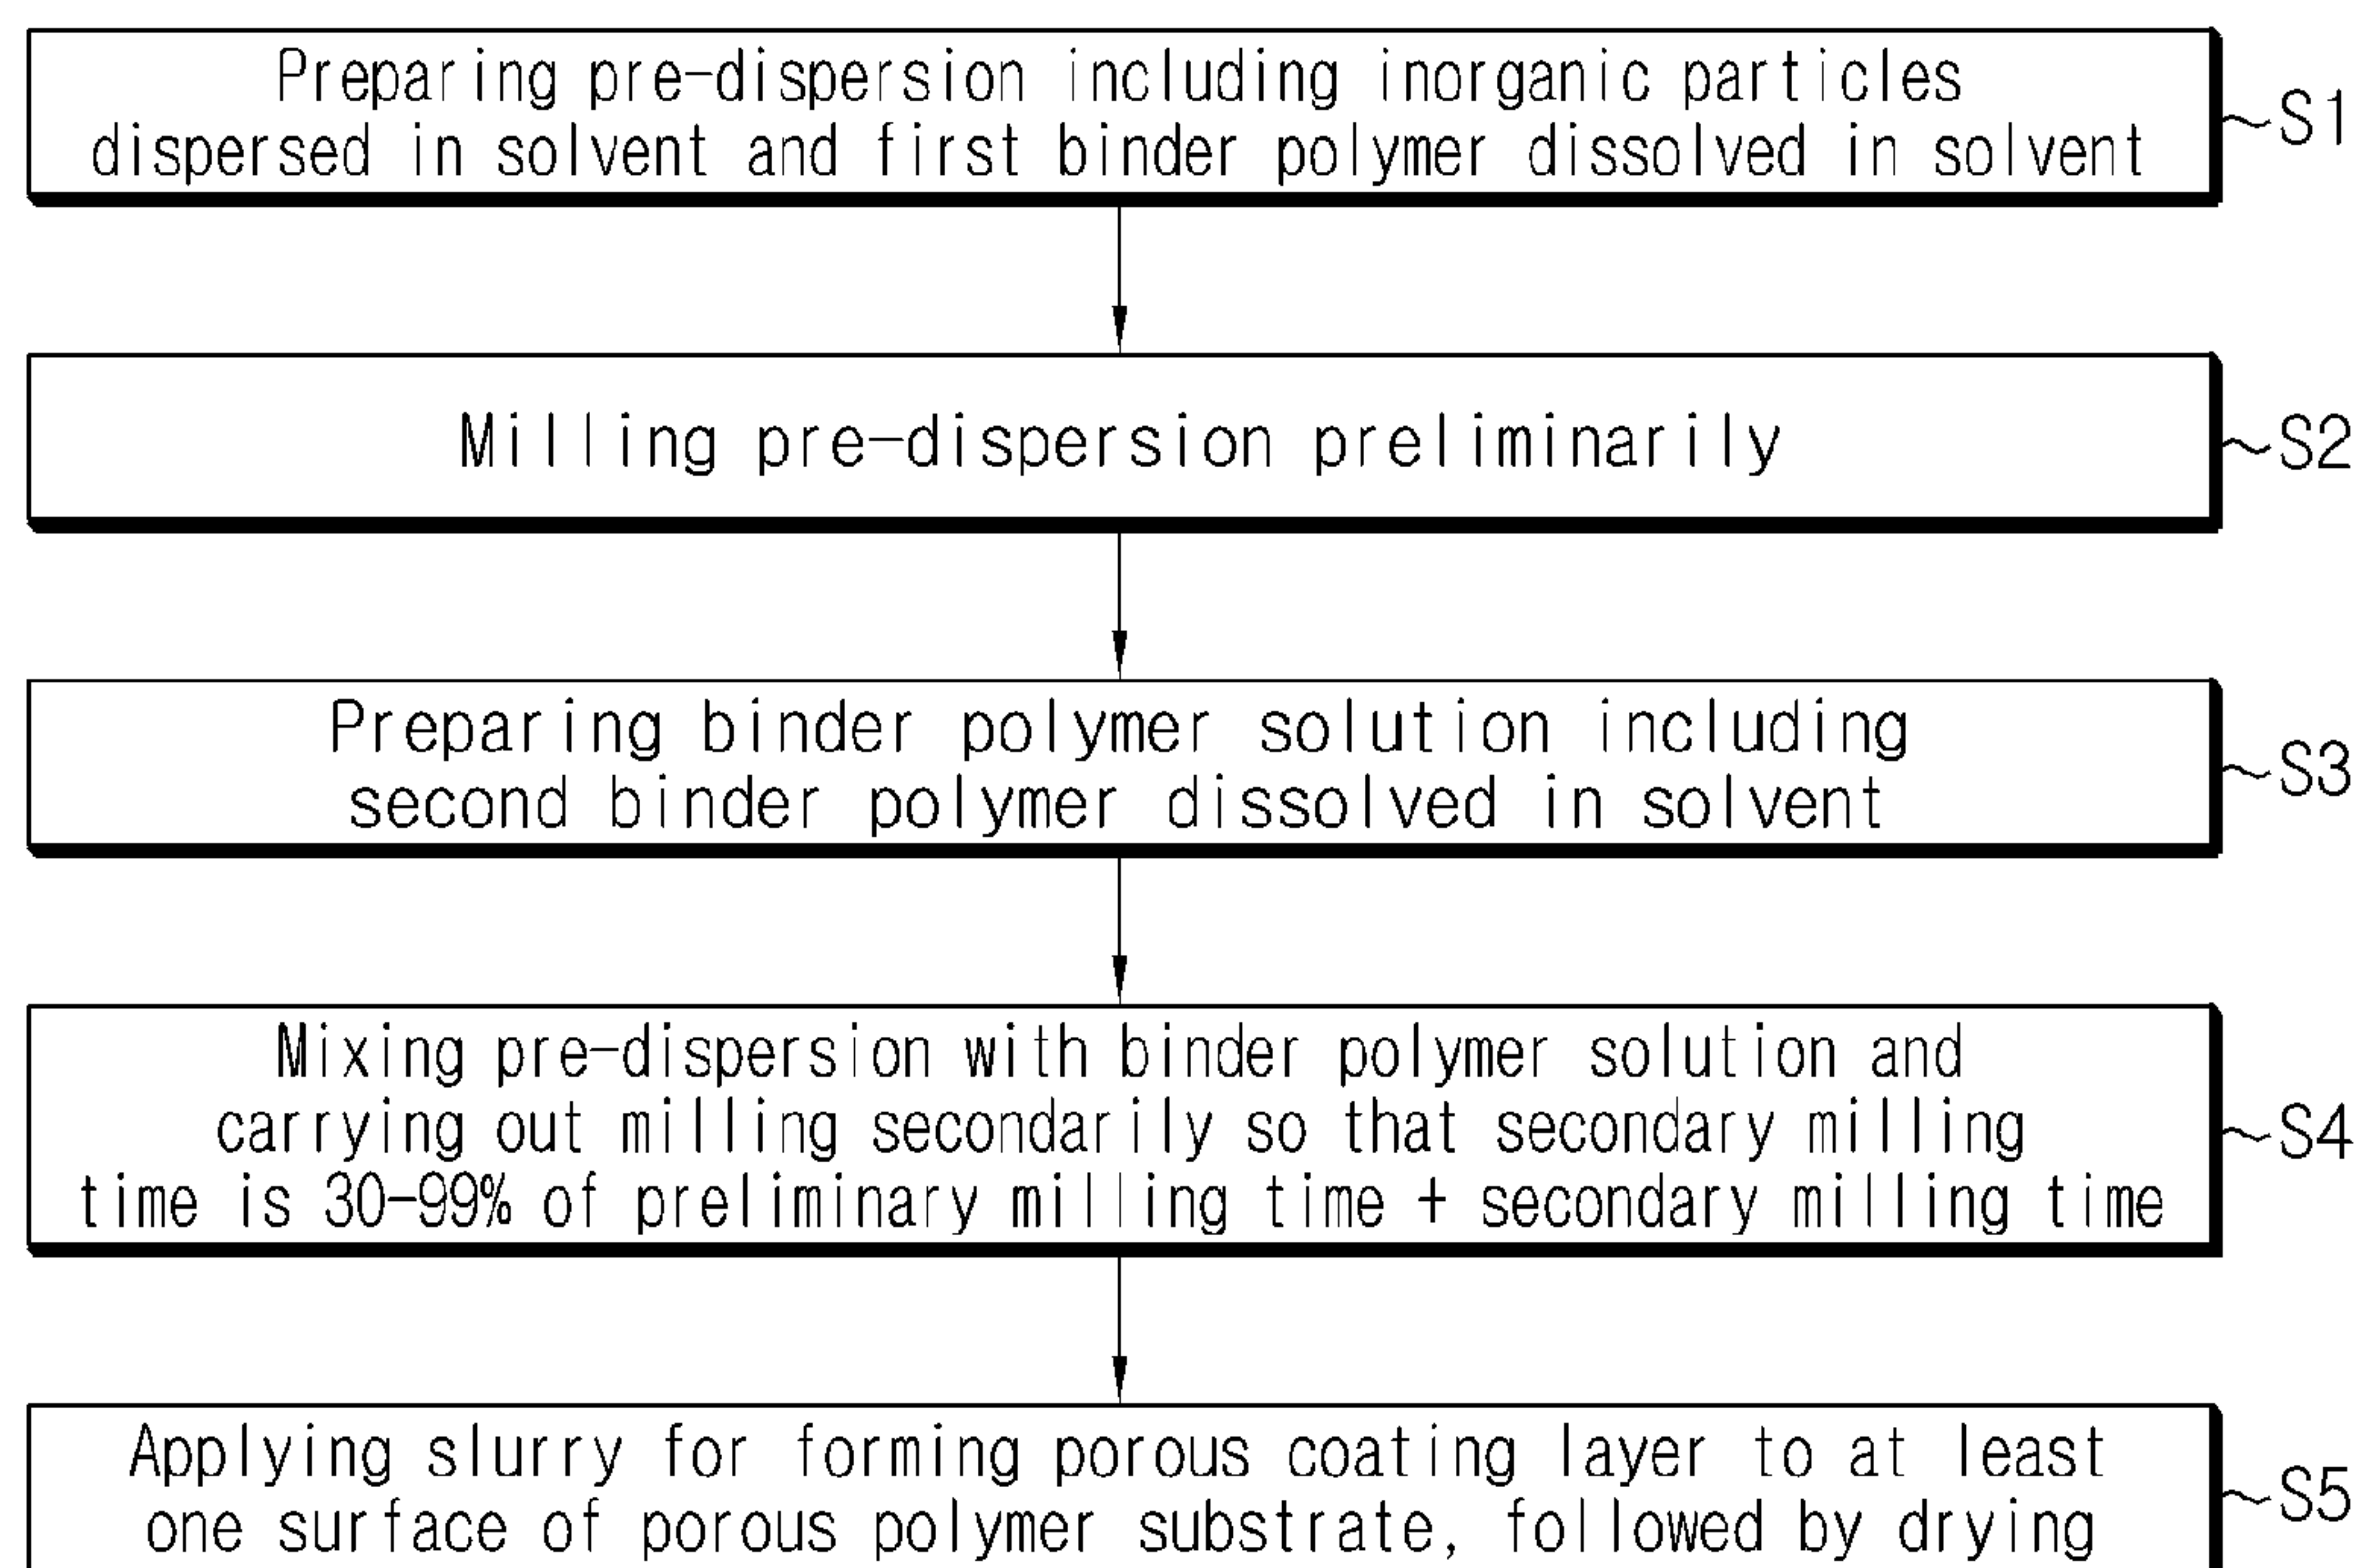 Preparing pre-dispersion including inorganic particles
dispersed in solvent and first binder polymer dissolved in solvent
S1
Milling pre-dispersion preliminarily
S2
Preparing binder polymer solution including
second binder polymer dissolved in solvent
S3
Mixing pre-dispersion with binder polymer solution and
carrying out milling secondarily so that secondary milling
time is 30-99% of preliminary milling time + secondary milling time
S4
Applying slurry for forming porous coating layer to at least
one surface of porous polymer substrate, followed by drying
S5